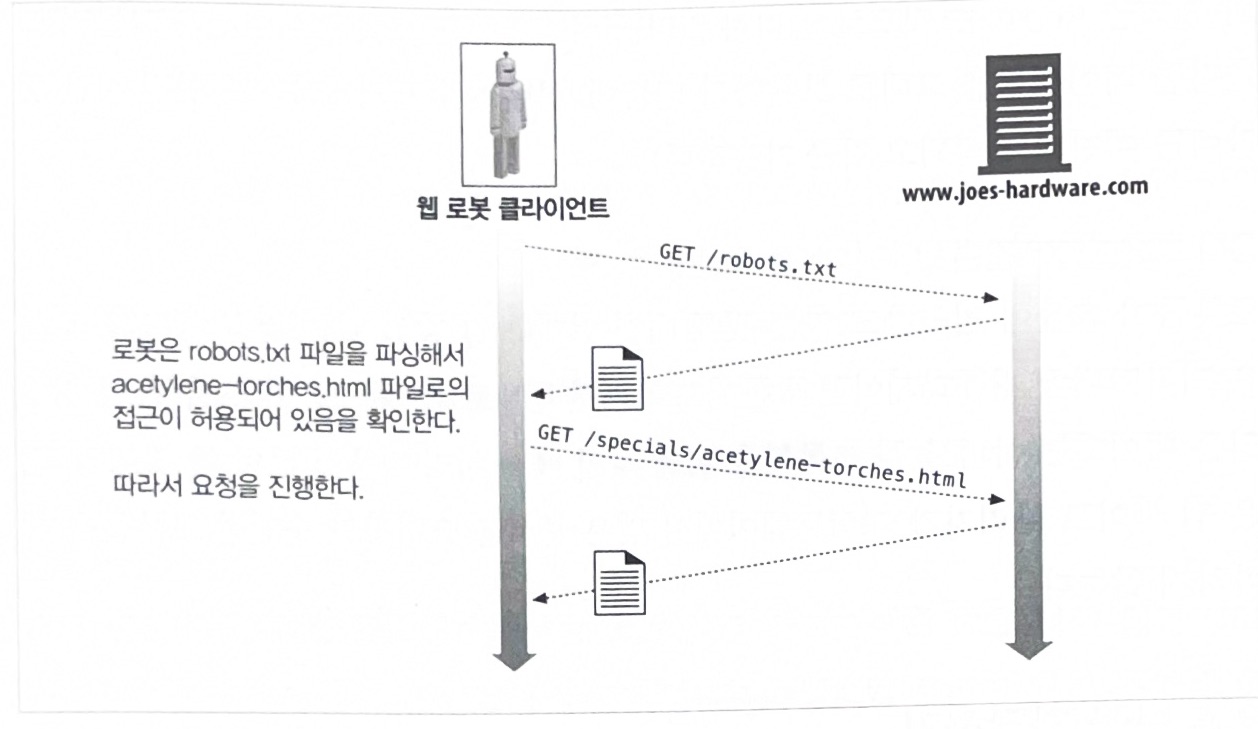 웹 로봇 클라이언트
www.joes-hardware.com
GET /robots.txt
로봇은 robots.txt 파일을 파싱해서
acetylene-torches.html 파일로의
접근이 허용되어 있음을 확인한다.
GET /specials/acetylene-torches.html
따라서 요청을 진행한다.